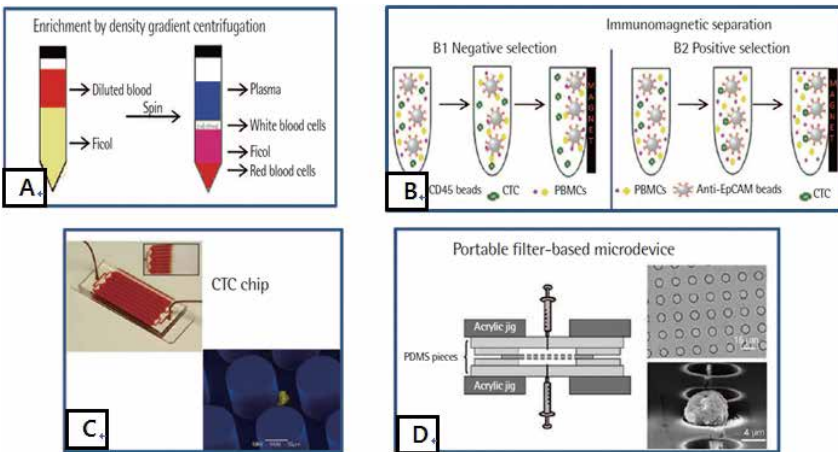 Enrichment by density gradient centrifugation
Diluted blood
Ficol
Spin
Plasma
White blood cells
Ficol
Red blood cells
A
Immunomagnetic separation
B1 Negative selection
B2 Positive selection
MAGNET
MAGNET
CD45 beads
CTC
PBMCs
PBMCs
Anti-EpCAM beads
CTC
B
CTC chip
C
Portable filter-based microdevice
Acrylic jig
PDMS pieces
Acrylic jig
4 μm
D